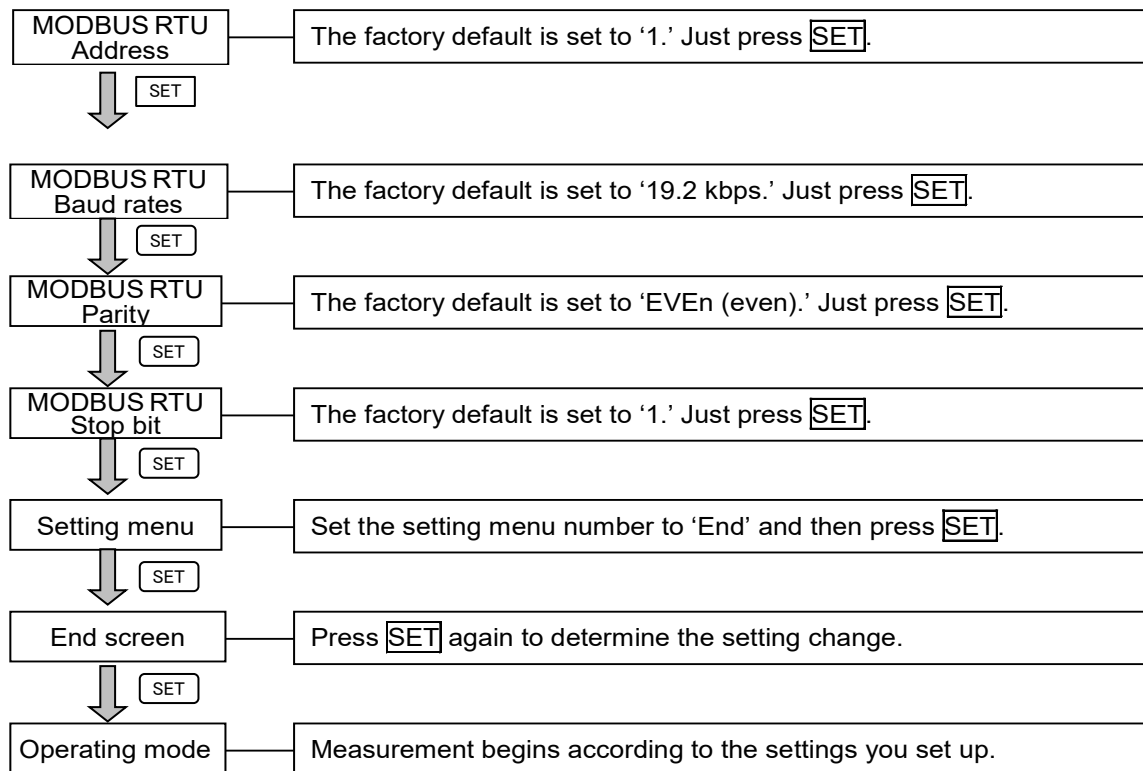 MODBUS RTU
Address
The factory default is set to ‘1.’ Just press SET.
SET
MODBUS RTU
Baud rates
The factory default is set to ‘19.2 kbps.’ Just press SET.
SET
MODBUS RTU
Parity
The factory default is set to ‘EVEn (even).’ Just press SET.
SET
MODBUS RTU
Stop bit
The factory default is set to ‘1.’ Just press SET.
SET
Setting menu
Set the setting menu number to ‘End’ and then press SET.
SET
End screen
Press SET again to determine the setting change.
SET
Operating mode
Measurement begins according to the settings you set up.